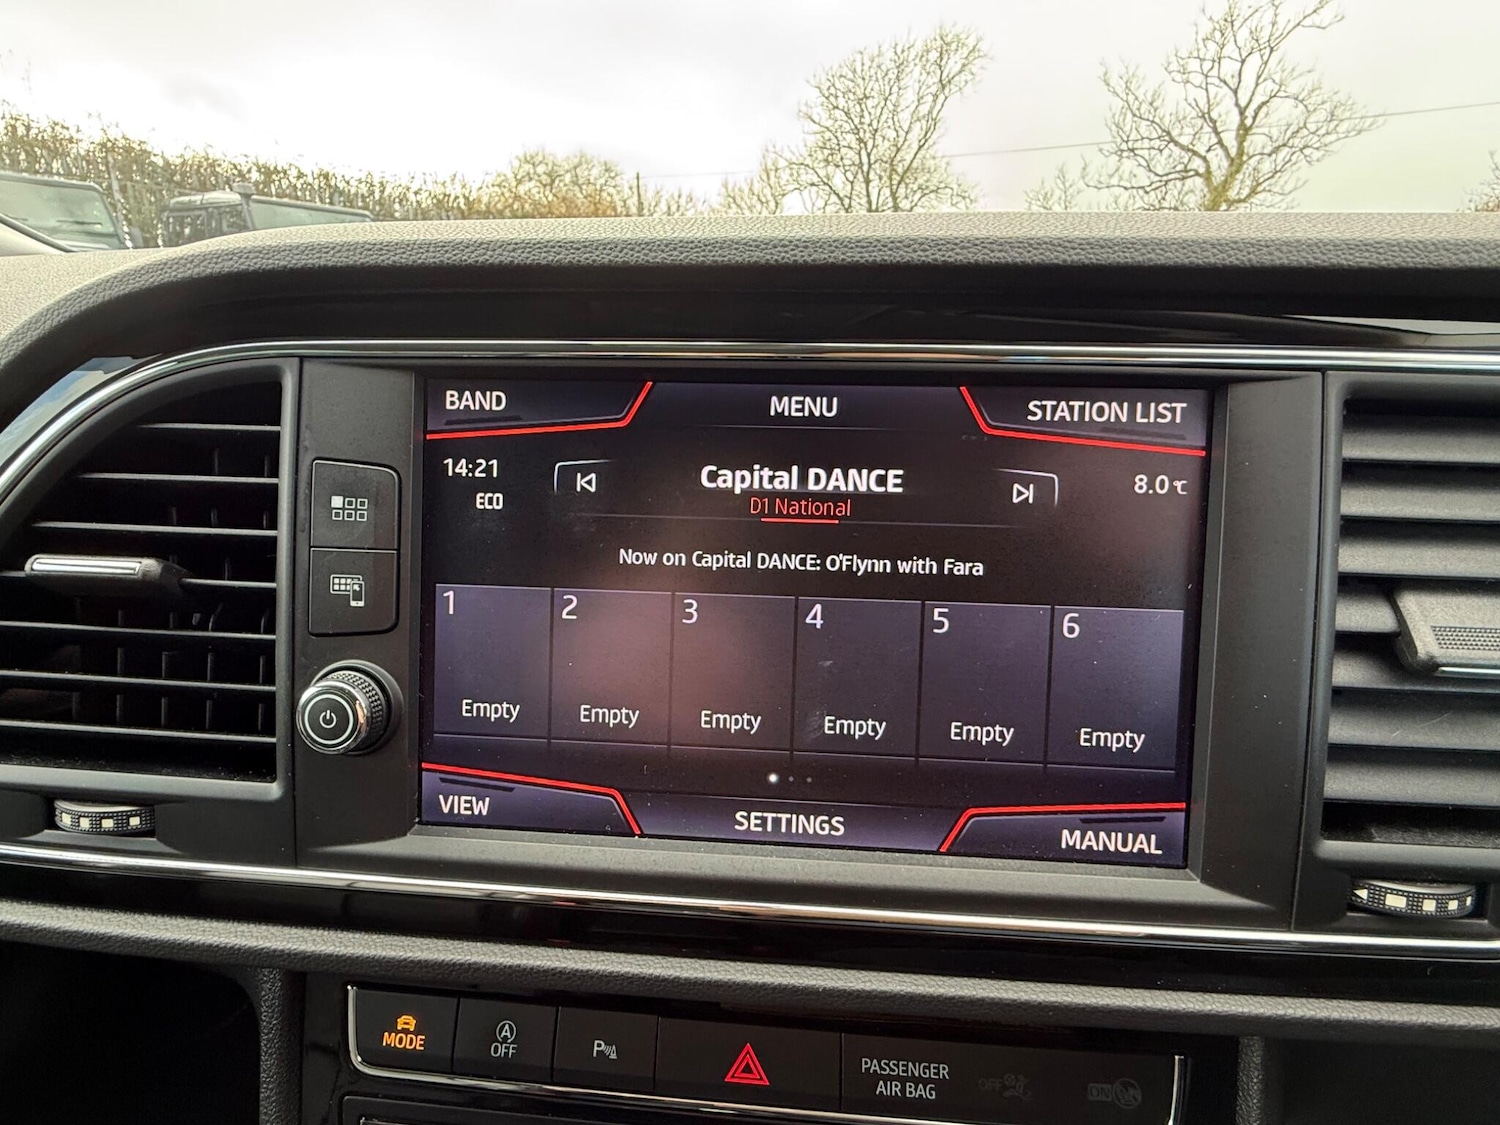 BAND
MENU
STATION LIST
14:21
ECO
Capital DANCE
D1 National
8.0℃
Now on Capital DANCE: O'Flynn with Fara
1
2
3
4
5
6
Empty
Empty
Empty
Empty
Empty
Empty
VIEW
SETTINGS
MANUAL
MODE
A
OFF
P
PASSENGER
AIR BAG
OFF
ON